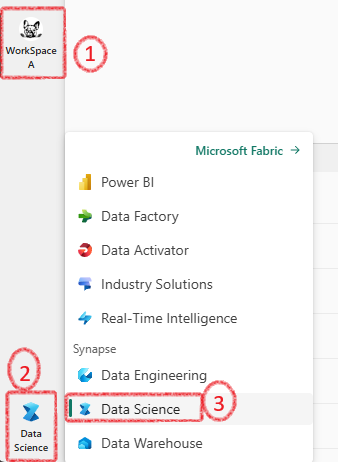 WorkSpace
A
1
Microsoft Fabric →
Power BI
Data Factory
Data Activator
Industry Solutions
Real-Time Intelligence
Synapse
Data Engineering
2
Data Science
3
Data
Science
Data Warehouse